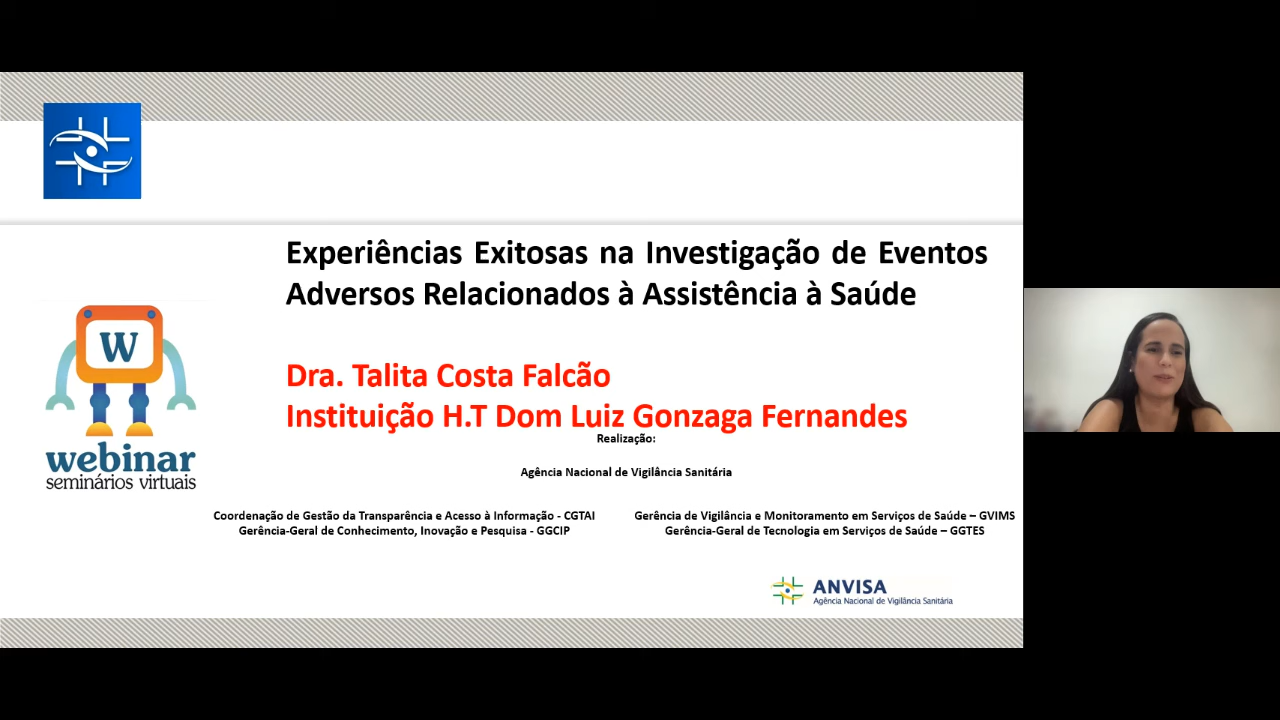 Experiências Exitosas na Investigação de Eventos
Adversos Relacionados à Assistência à Saúde
Dra. Talita Costa Falcão
Instituição H.T Dom Luiz Gonzaga Fernandes
Realização:
Agência Nacional de Vigilância Sanitária
Coordenação de Gestão da Transparência e Acesso à Informação - CGTAI
Gerência-Geral de Conhecimento, Inovação e Pesquisa - GGCIP
Gerência de Vigilância e Monitoramento em Serviços de Saúde – GVIMS
Gerência-Geral de Tecnologia em Serviços de Saúde – GGTES
W
webinar
seminários virtuais
ANVISA
Agência Nacional de Vigilância Sanitária